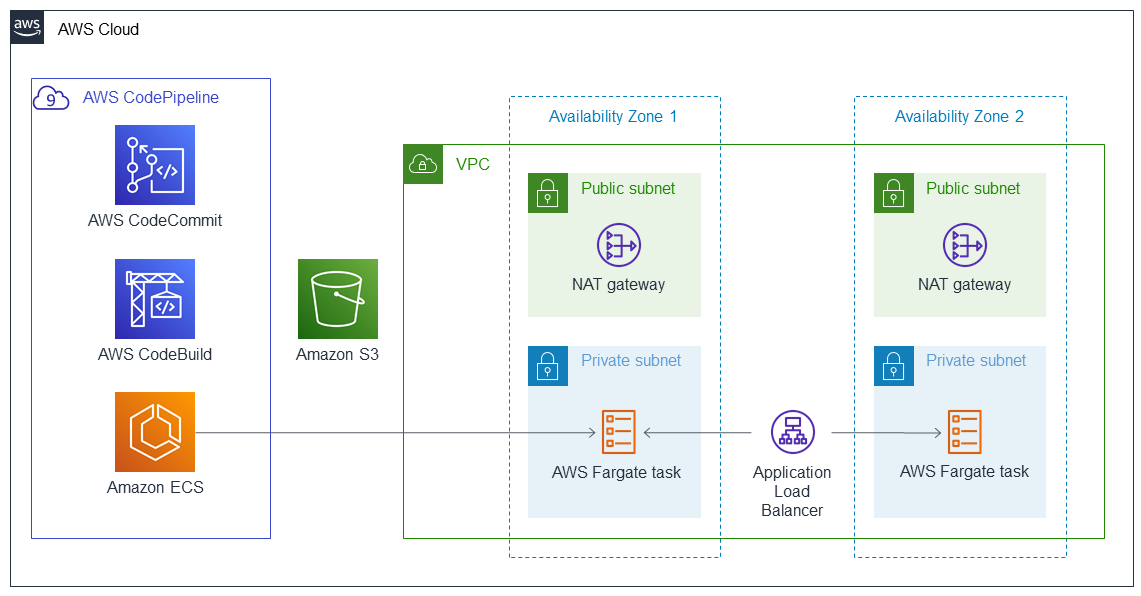 aws
AWS Cloud
9
AWS CodePipeline
AWS CodeCommit
AWS CodeBuild
Amazon ECS
Amazon S3
VPC
Availability Zone 1
Public subnet
NAT gateway
Private subnet
AWS Fargate task
Application
Load
Balancer
Availability Zone 2
Public subnet
NAT gateway
Private subnet
AWS Fargate task